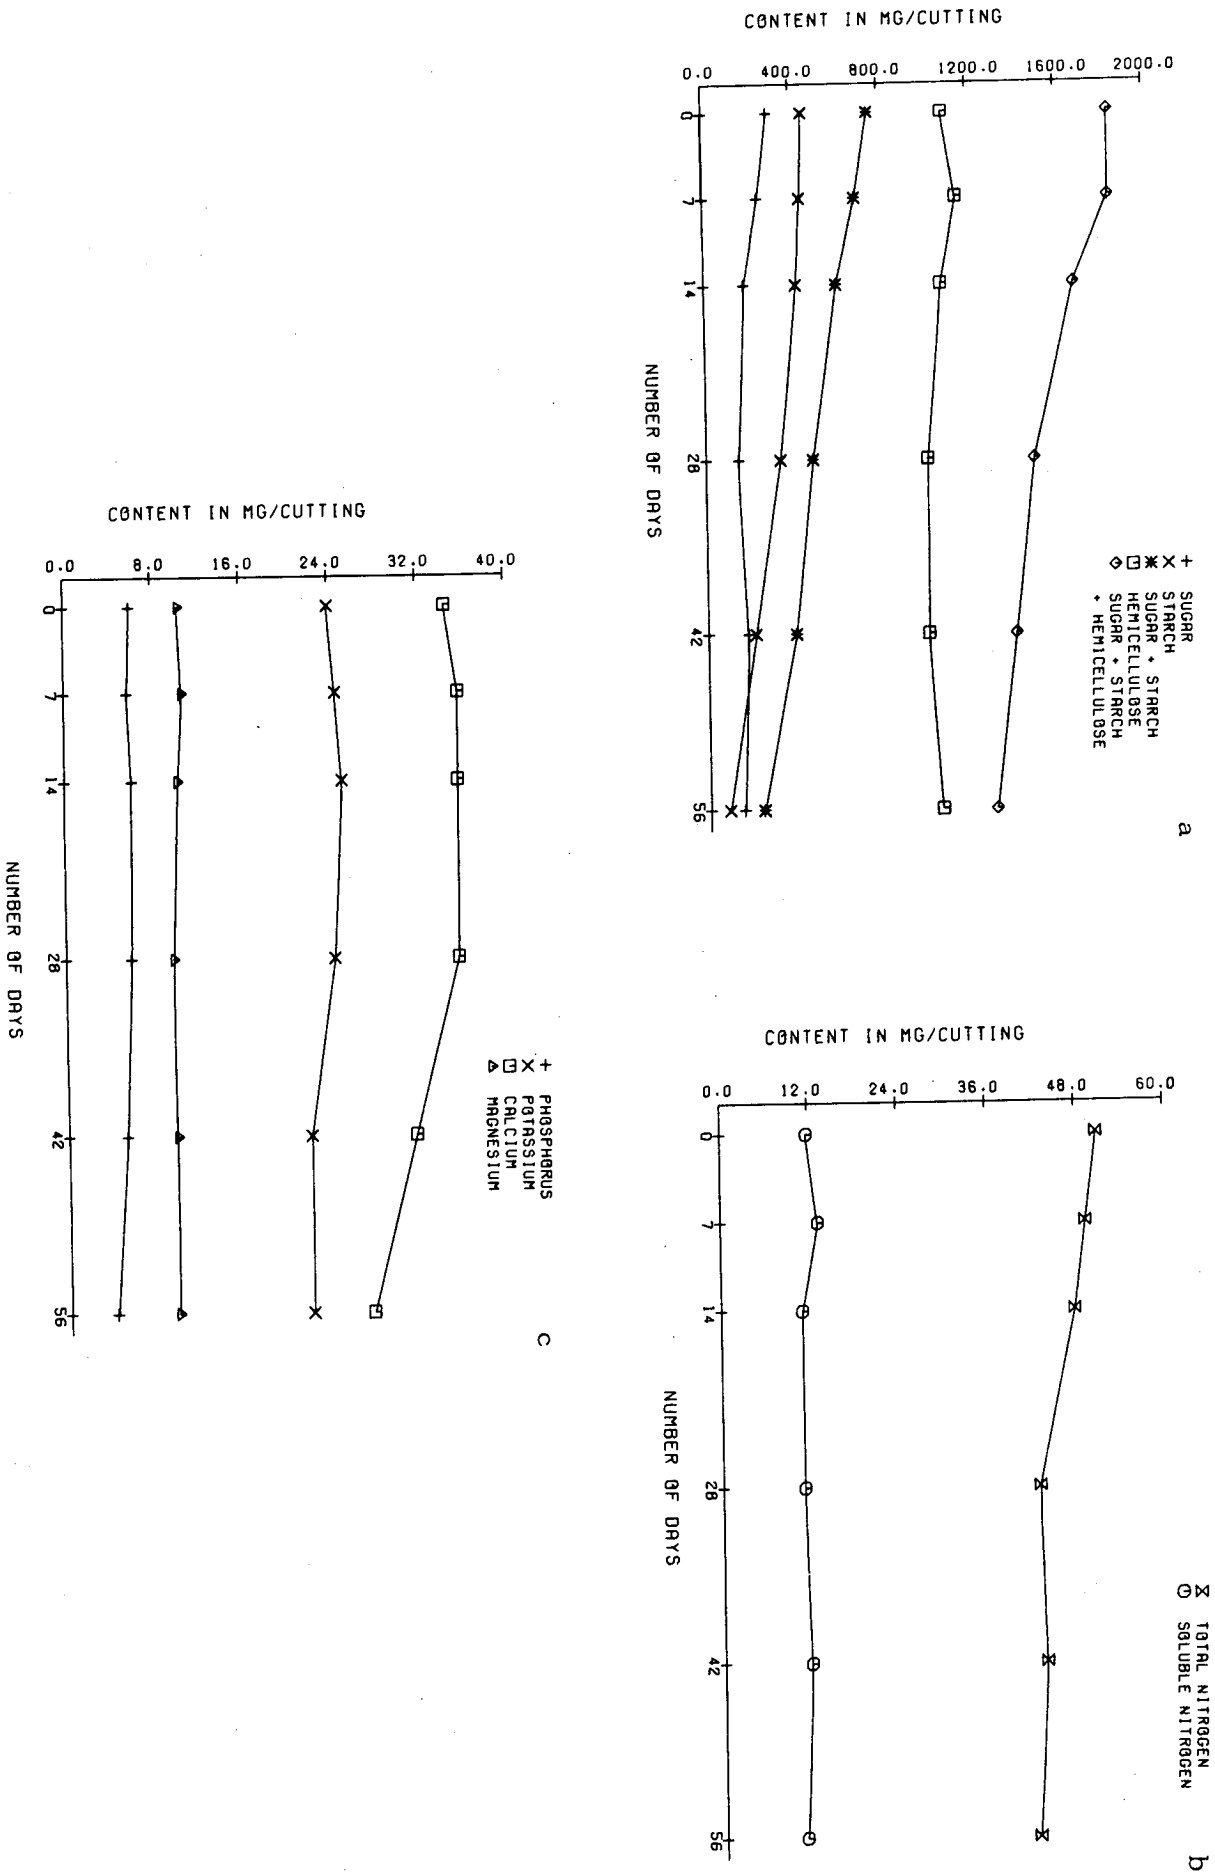 a
CONTENT IN MG/CUTTING
0.0 400.0 800.0 1200.0 1600.0 2000.0
0 7 14 28 42 56
NUMBER OF DAYS
+ SUGAR
× STARCH
✳ SUGAR + STARCH
□ HEMICELLULOSE
◇ SUGAR + STARCH
+ HEMICELLULOSE
b
CONTENT IN MG/CUTTING
0.0 12.0 24.0 36.0 48.0 60.0
0 7 14 28 42 56
NUMBER OF DAYS
TOTAL NITROGEN
SOLUBLE NITROGEN
c
CONTENT IN MG/CUTTING
0.0 8.0 16.0 24.0 32.0 40.0
0 7 14 28 42 56
NUMBER OF DAYS
+ PHOSPHORUS
× POTASSIUM
□ CALCIUM
MAGNESIUM